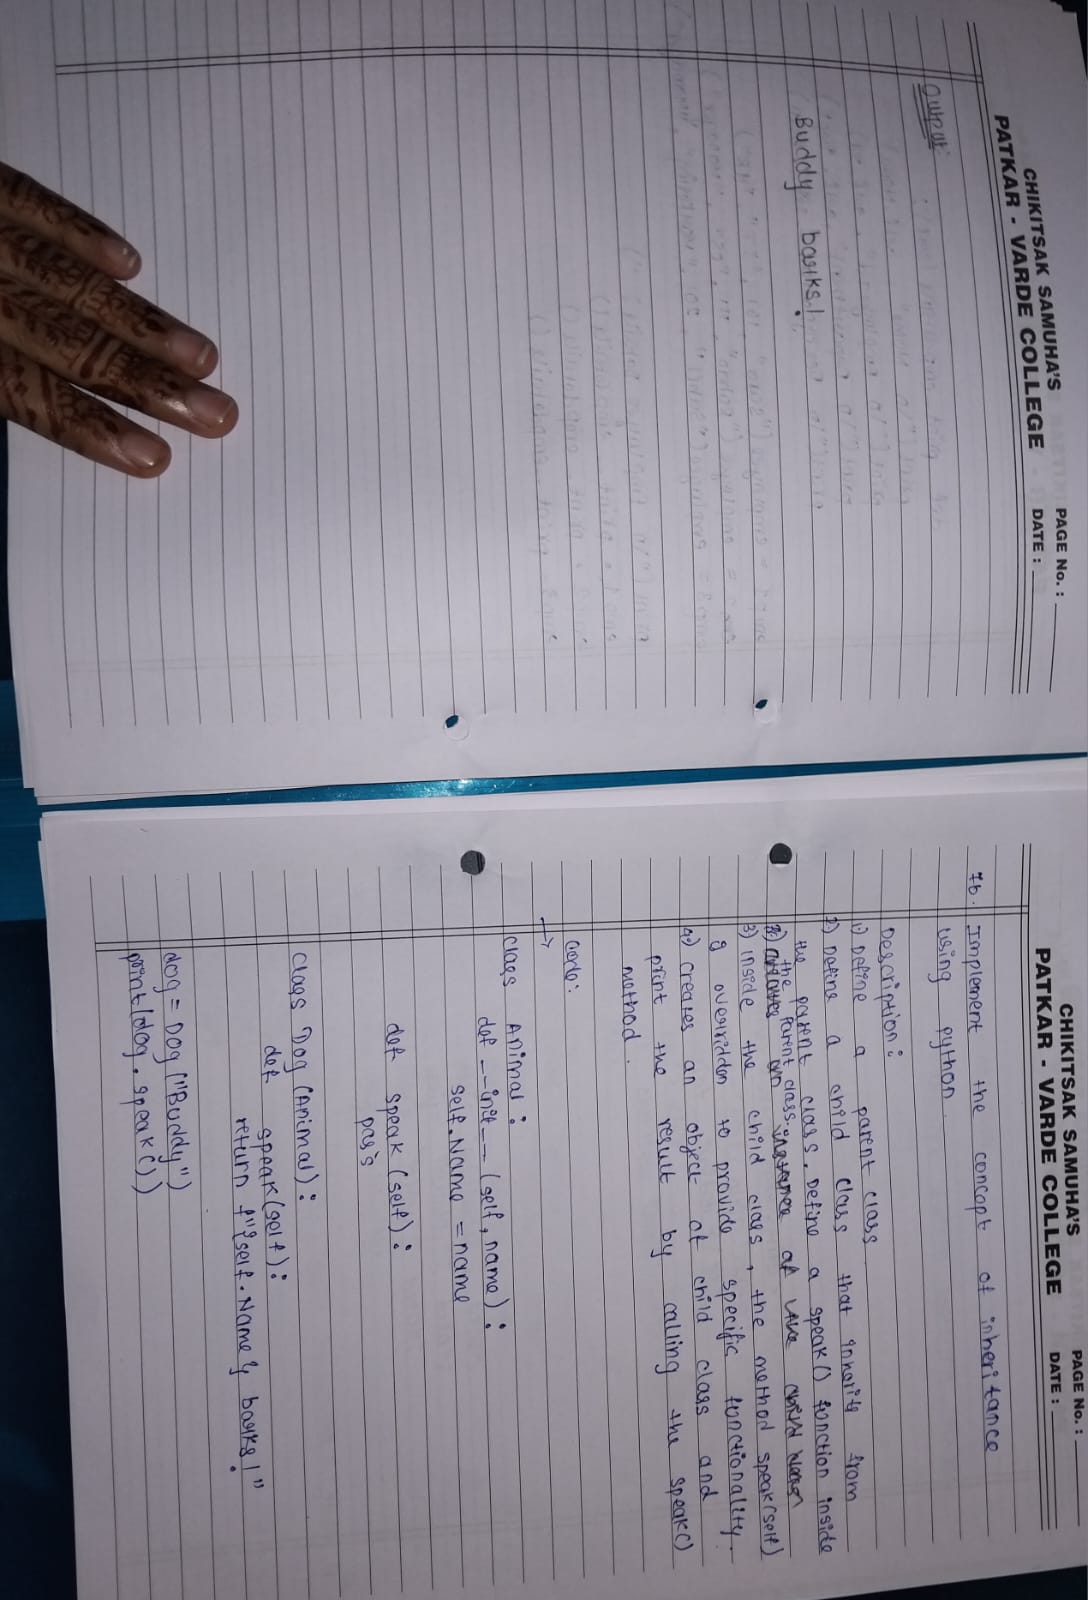 CHIKITSAK SAMUHA'S
PATKAR - VARDE COLLEGE
PAGE No. :
DATE :
Output:
Buddy barks!
CHIKITSAK SAMUHA'S
PATKAR - VARDE COLLEGE
PAGE No. :
DATE :
7b. Implement the concept of inheritance
using python.
Description:
1) Define a parent class
2) Define a child class that inherits from
the parent class. Define a speak() function inside
the parent class.
creates an instance of the child class
3) inside the child class, the method speak(self)
is overridden to provide specific functionality.
4) creates an object of child class and
print the result by calling the speak()
method.
Code:
→
class Animal:
def __init__(self, name):
self.Name = name
def speak(self):
pass
class Dog(Animal):
def speak(self):
return f"{self.Name} barks!"
dog = Dog("Buddy")
print(dog.speak())